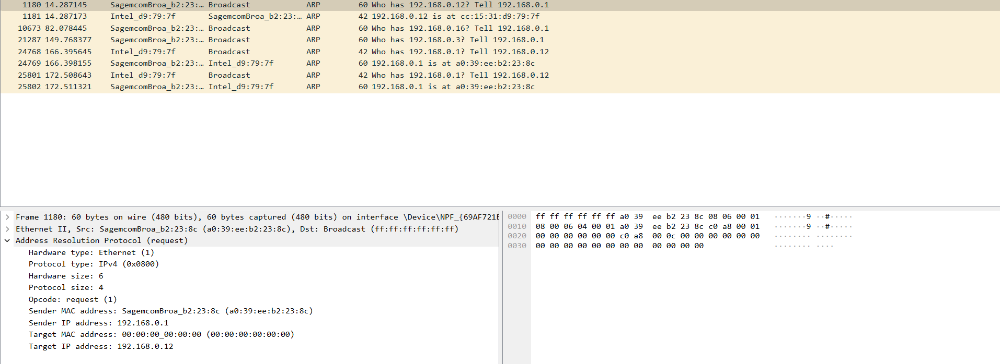 1180 14.287145 SagemcomBroa_b2:23:… Broadcast ARP 60 Who has 192.168.0.12? Tell 192.168.0.1
1181 14.287173 Intel_d9:79:7f SagemcomBroa_b2:23:… ARP 42 192.168.0.12 is at cc:15:31:d9:79:7f
10673 82.078445 SagemcomBroa_b2:23:… Broadcast ARP 60 Who has 192.168.0.16? Tell 192.168.0.1
21287 149.768377 SagemcomBroa_b2:23:… Broadcast ARP 60 Who has 192.168.0.3? Tell 192.168.0.1
24768 166.395645 Intel_d9:79:7f Broadcast ARP 42 Who has 192.168.0.1? Tell 192.168.0.12
24769 166.398155 SagemcomBroa_b2:23:… Intel_d9:79:7f ARP 60 192.168.0.1 is at a0:39:ee:b2:23:8c
25801 172.508643 Intel_d9:79:7f Broadcast ARP 42 Who has 192.168.0.1? Tell 192.168.0.12
25802 172.511321 SagemcomBroa_b2:23:… Intel_d9:79:7f ARP 60 192.168.0.1 is at a0:39:ee:b2:23:8c
Frame 1180: 60 bytes on wire (480 bits), 60 bytes captured (480 bits) on interface \Device\NPF_{69AF721E
Ethernet II, Src: SagemcomBroa_b2:23:8c (a0:39:ee:b2:23:8c), Dst: Broadcast (ff:ff:ff:ff:ff:ff)
Address Resolution Protocol (request)
Hardware type: Ethernet (1)
Protocol type: IPv4 (0x0800)
Hardware size: 6
Protocol size: 4
Opcode: request (1)
Sender MAC address: SagemcomBroa_b2:23:8c (a0:39:ee:b2:23:8c)
Sender IP address: 192.168.0.1
Target MAC address: 00:00:00_00:00:00 (00:00:00:00:00:00)
Target IP address: 192.168.0.12
0000 ff ff ff ff ff ff a0 39 ee b2 23 8c 08 06 00 01 ·······9 ··#·····
0010 08 00 06 04 00 01 a0 39 ee b2 23 8c c0 a8 00 01 ·······9 ··#·····
0020 00 00 00 00 00 00 c0 a8 00 0c 00 00 00 00 00 00 ········ ········
0030 00 00 00 00 00 00 00 00 00 00 00 00 ········ ····